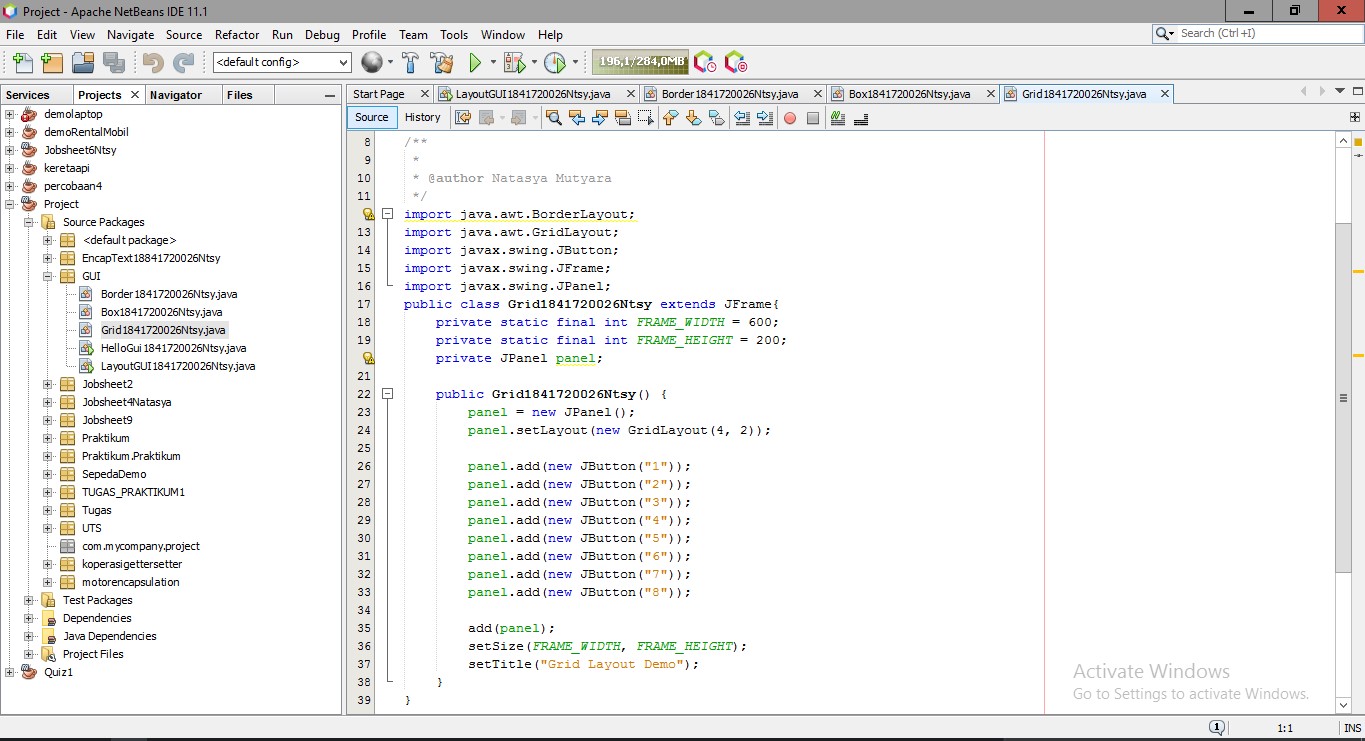 Project - Apache NetBeans IDE 11.1
File Edit View Navigate Source Refactor Run Debug Profile Team Tools Window Help
Search (Ctrl+I)
<default config>
196,1/284,0MB
Services Projects Navigator Files
demolaptop
demoRentalMobil
Jobsheet6Ntsy
keretaapi
percobaan4
Project
Source Packages
<default package>
EncapText18841720026Ntsy
GUI
Border1841720026Ntsy.java
Box1841720026Ntsy.java
Grid1841720026Ntsy.java
HelloGui1841720026Ntsy.java
LayoutGUI1841720026Ntsy.java
Jobsheet2
Jobsheet4Natasya
Jobsheet9
Praktikum
Praktikum.Praktikum
SepedaDemo
TUGAS_PRAKTIKUM1
Tugas
UTS
com.mycompany.project
koperasigettersetter
motorencapsulation
Test Packages
Dependencies
Java Dependencies
Project Files
Quiz1
Start Page LayoutGUI1841720026Ntsy.java Border1841720026Ntsy.java Box1841720026Ntsy.java Grid1841720026Ntsy.java
Source History
8 /**
9 *
10 * @author Natasya Mutyara
11 */
import java.awt.BorderLayout;
13 import java.awt.GridLayout;
14 import javax.swing.JButton;
15 import javax.swing.JFrame;
16 import javax.swing.JPanel;
17 public class Grid1841720026Ntsy extends JFrame{
18 private static final int FRAME_WIDTH = 600;
19 private static final int FRAME_HEIGHT = 200;
private JPanel panel;
21
22 public Grid1841720026Ntsy() {
23 panel = new JPanel();
24 panel.setLayout(new GridLayout(4, 2));
25
26 panel.add(new JButton("1"));
27 panel.add(new JButton("2"));
28 panel.add(new JButton("3"));
29 panel.add(new JButton("4"));
30 panel.add(new JButton("5"));
31 panel.add(new JButton("6"));
32 panel.add(new JButton("7"));
33 panel.add(new JButton("8"));
34
35 add(panel);
36 setSize(FRAME_WIDTH, FRAME_HEIGHT);
37 setTitle("Grid Layout Demo");
38 }
39 }
Activate Windows
Go to Settings to activate Windows.
1 1:1 INS